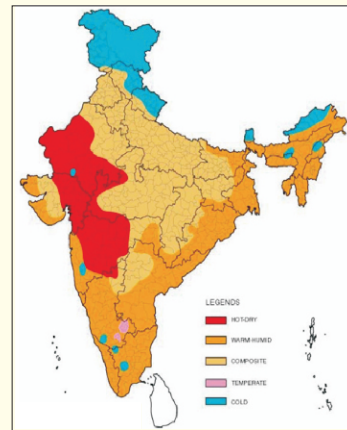 LEGENDS
HOT-DRY
WARM-HUMID
COMPOSITE
TEMPERATE
COLD